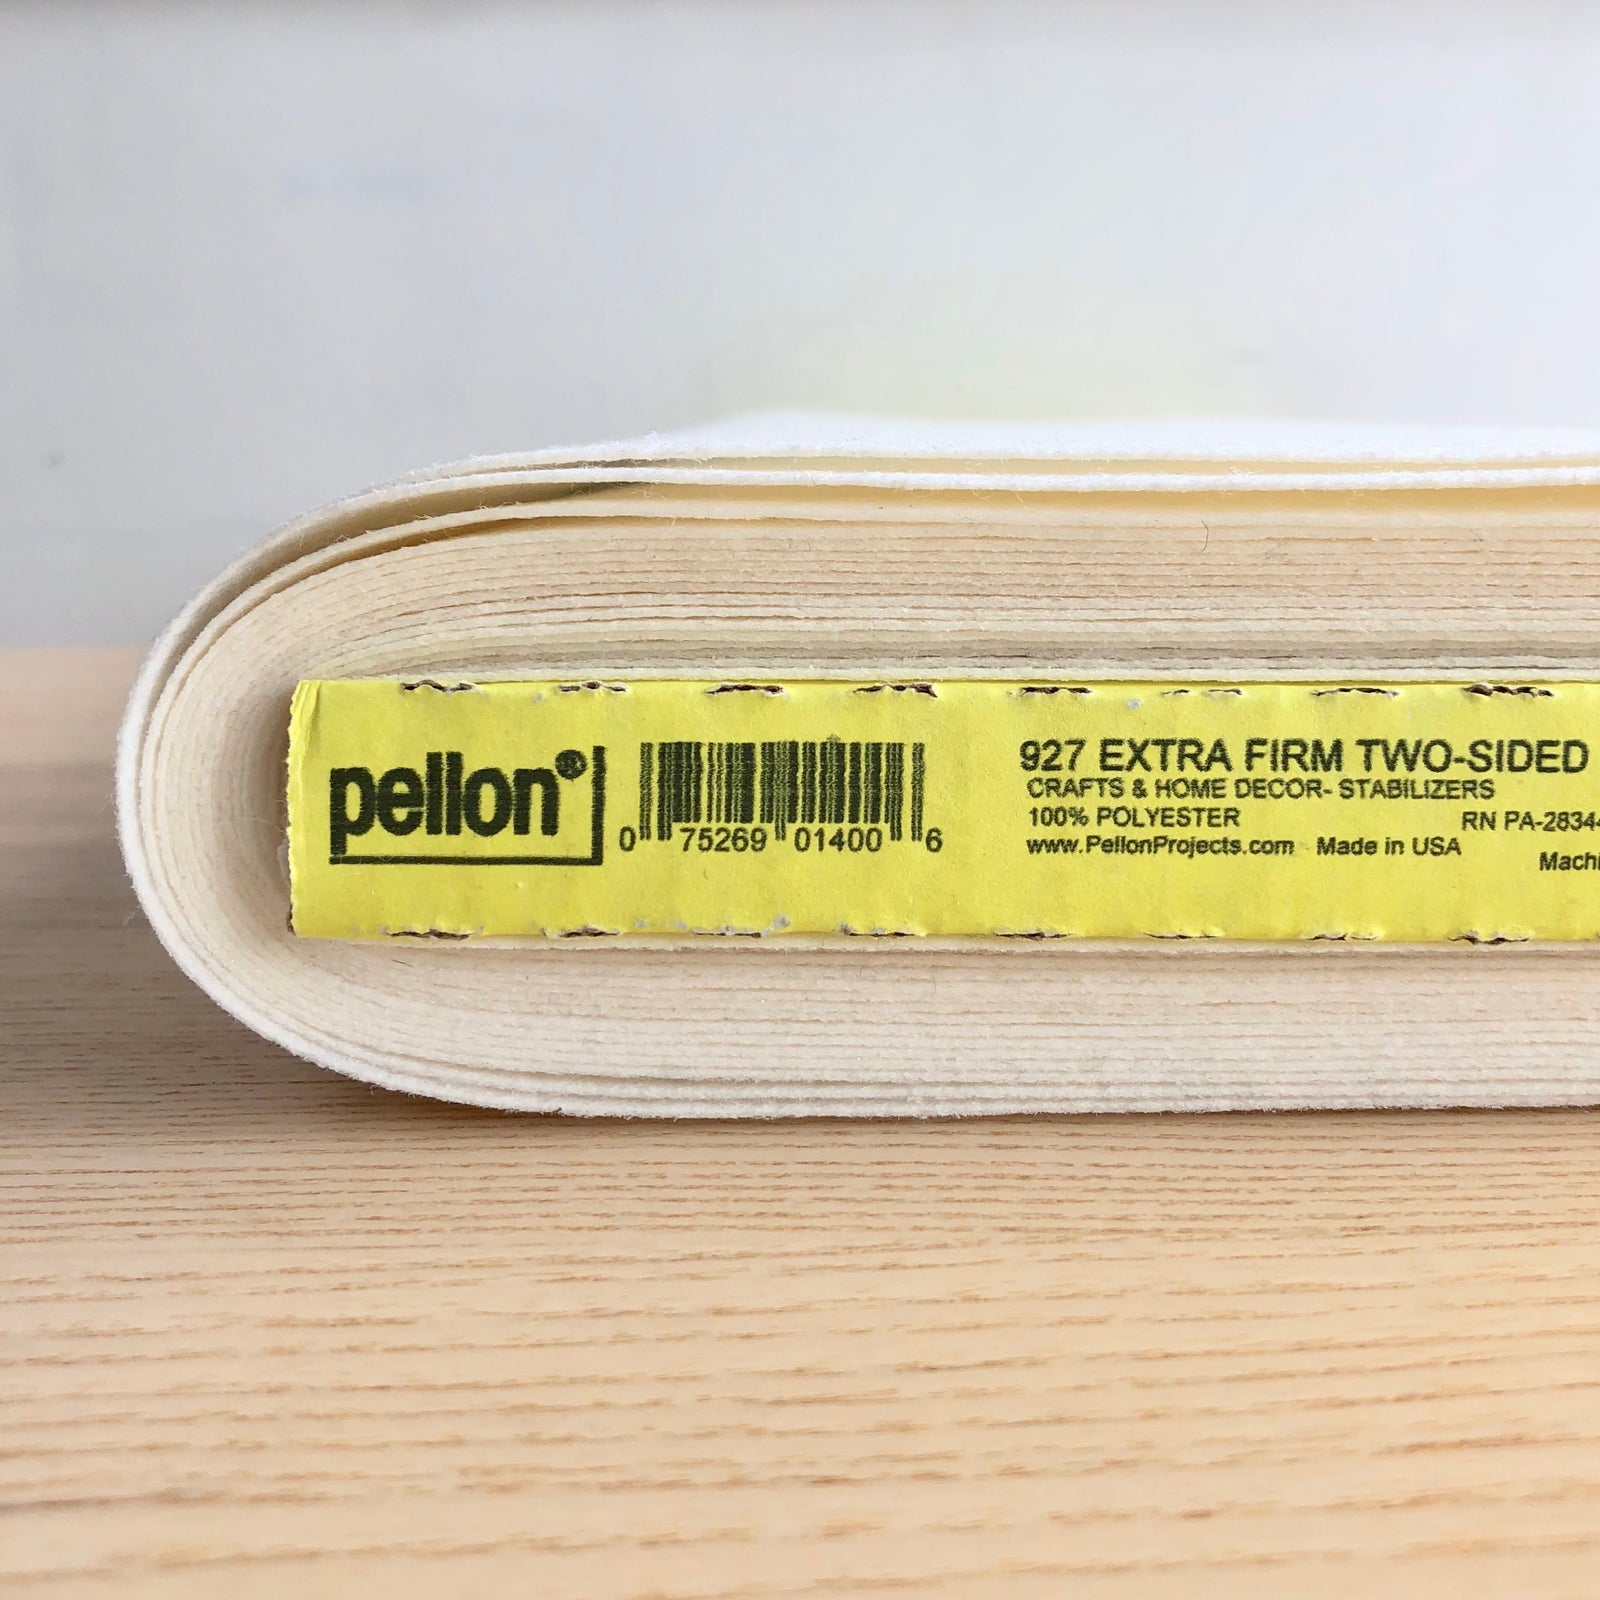 pellon®
0 75269 01400 6
927 EXTRA FIRM TWO-SIDED
CRAFTS & HOME DECOR- STABILIZERS
100% POLYESTER RN PA-28344
www.PellonProjects.com Made in USA
Machi